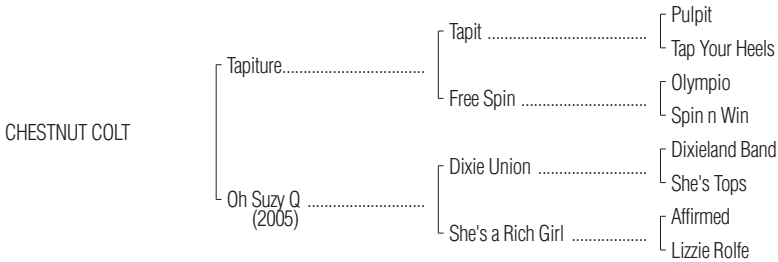 Pulpit
Tapit ......................................
Tap Your Heels
Tapiture..................................
Olympio
Free Spin ..............................
Spin n Win
CHESTNUT COLT
Dixieland Band
Dixie Union ..........................
She's Tops
Oh Suzy Q ............................
(2005)
Affirmed
She's a Rich Girl ..................
Lizzie Rolfe